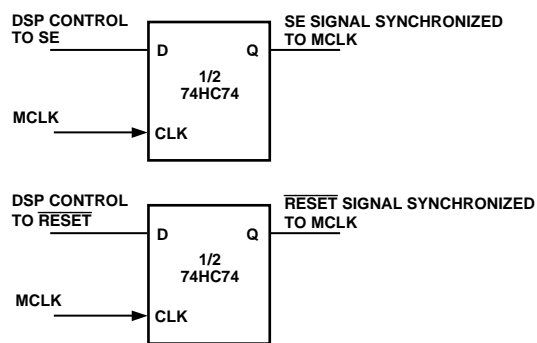 DSP CONTROL
TO SE
SE SIGNAL SYNCHRONIZED
TO MCLK
D
Q
1/2
74HC74
MCLK
CLK
DSP CONTROL
TO RESET
RESET SIGNAL SYNCHRONIZED
TO MCLK
D
Q
1/2
74HC74
MCLK
CLK